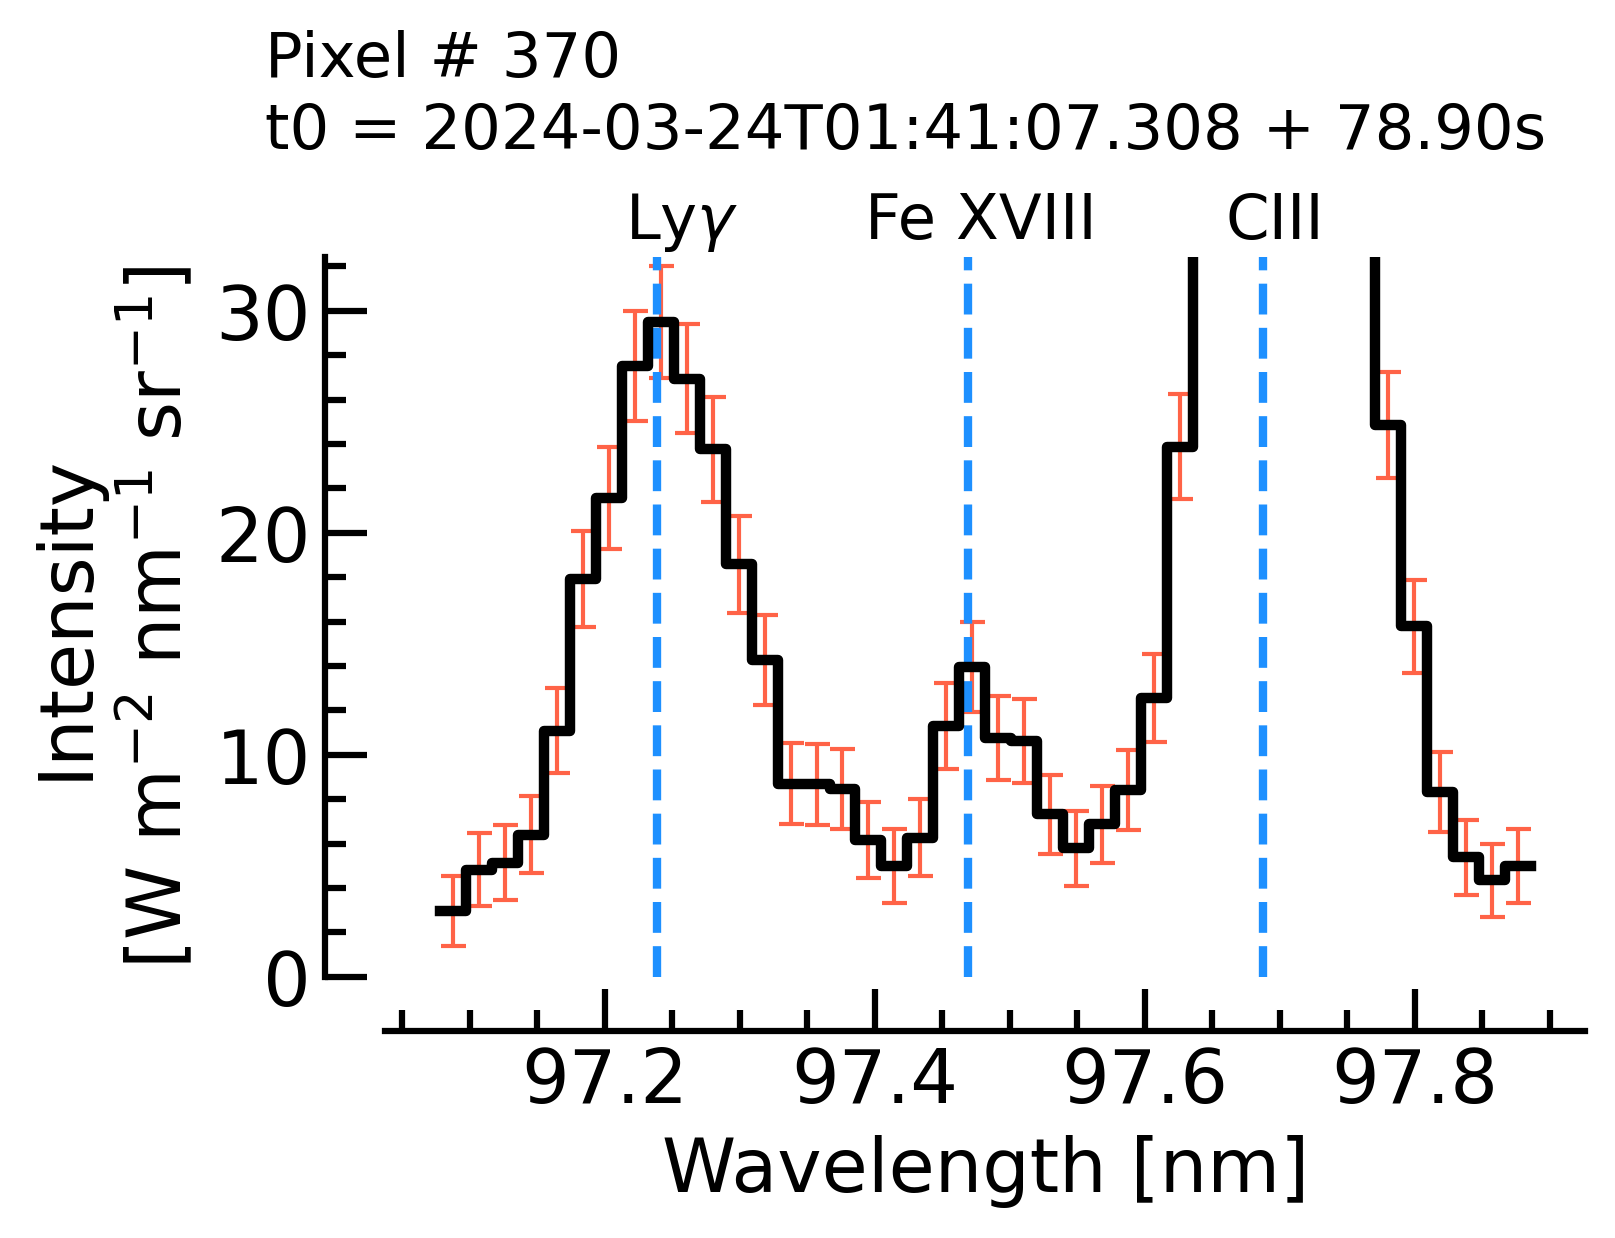 Pixel # 370
t0 = 2024-03-24T01:41:07.308 + 78.90s
Lyγ Fe XVIII CIII
Intensity
[W m⁻² nm⁻¹ sr⁻¹]
30
20
10
0
97.2 97.4 97.6 97.8
Wavelength [nm]